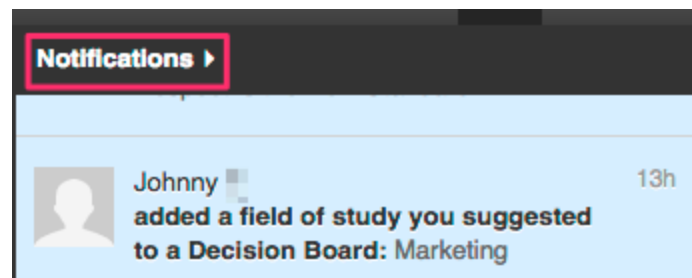 Notifications
Johnny
13h
added a field of study you suggested
to a Decision Board: Marketing